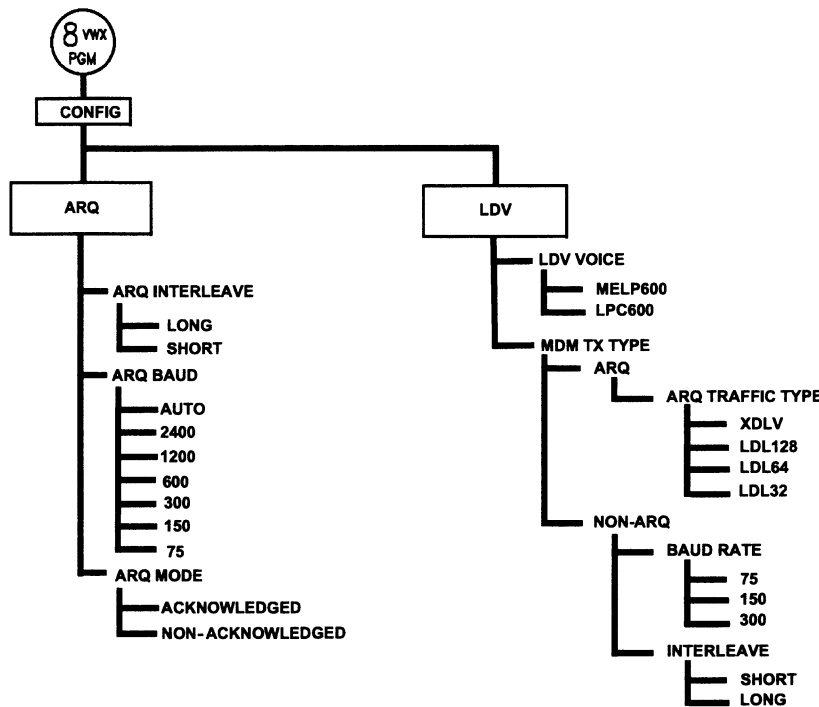 8 VWX
PGM
CONFIG
ARQ
ARQ INTERLEAVE
LONG
SHORT
ARQ BAUD
AUTO
2400
1200
600
300
150
75
ARQ MODE
ACKNOWLEDGED
NON-ACKNOWLEDGED
LDV
LDV VOICE
MELP600
LPC600
MDM TX TYPE
ARQ
ARQ TRAFFIC TYPE
XDLV
LDL128
LDL64
LDL32
NON-ARQ
BAUD RATE
75
150
300
INTERLEAVE
SHORT
LONG